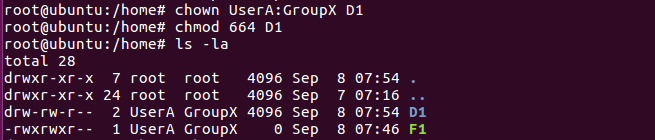 root@ubuntu:/home# chown UserA:GroupX D1
root@ubuntu:/home# chmod 664 D1
root@ubuntu:/home# ls -la
total 28
drwxr-xr-x  7 root  root   4096 Sep  8 07:54 .
drwxr-xr-x 24 root  root   4096 Sep  7 07:16 ..
drw-rw-r--  2 UserA GroupX 4096 Sep  8 07:54 D1
-rwxrwxr--  1 UserA GroupX    0 Sep  8 07:46 F1